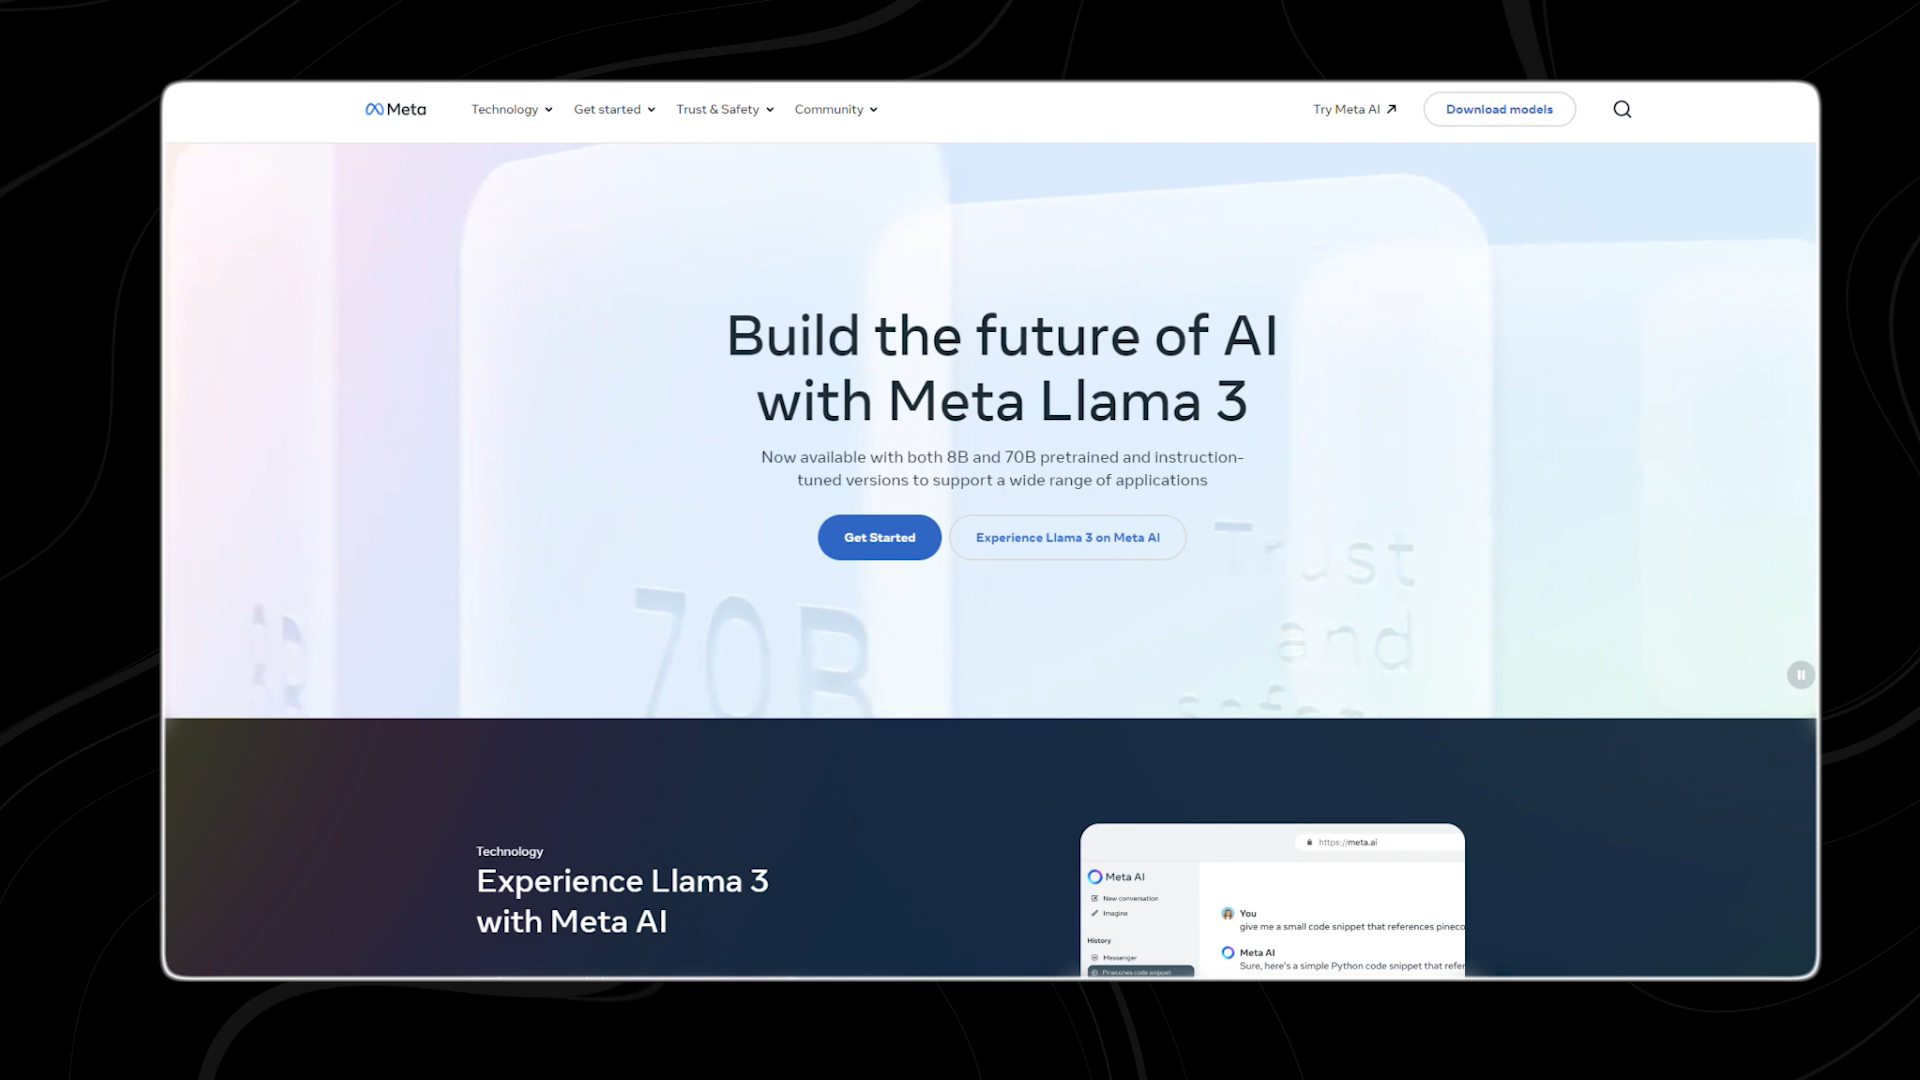 Meta
Technology
Get started
Trust & Safety
Community
Try Meta AI
Download models
Build the future of AI
with Meta Llama 3
Now available with both 8B and 70B pretrained and instruction-
tuned versions to support a wide range of applications
Get Started
Experience Llama 3 on Meta AI
70B
Trust
and
safety
Technology
Experience Llama 3
with Meta AI
https://meta.ai
Meta AI
New conversation
Imagine
History
Messenger
Pinecones code snippet
You
give me a small code snippet that references pineco
Meta AI
Sure, here's a simple Python code snippet that refer